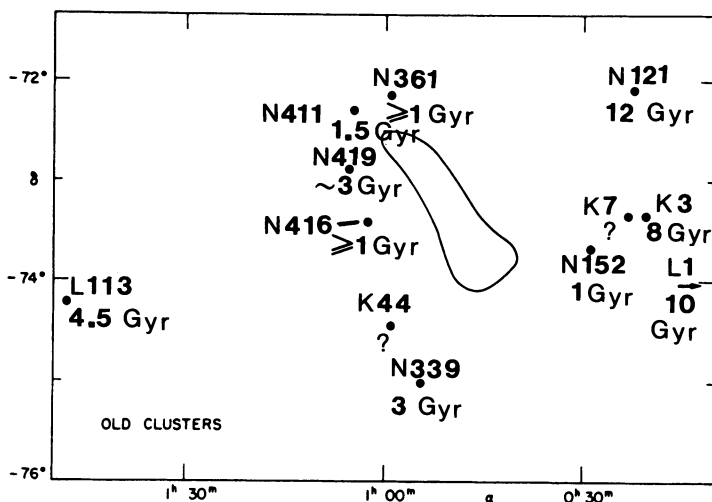 -72°
N361
≥1 Gyr
N121
12 Gyr
N411
1.5 Gyr
N419
~3 Gyr
δ
K7
?
K3
8 Gyr
N416
≥1 Gyr
N152
1 Gyr
L1
10
Gyr
-74°
L113
4.5 Gyr
K44
?
N339
3 Gyr
OLD CLUSTERS
-76°
1ʰ 30ᵐ
1ʰ 00ᵐ
α
0ʰ 30ᵐ